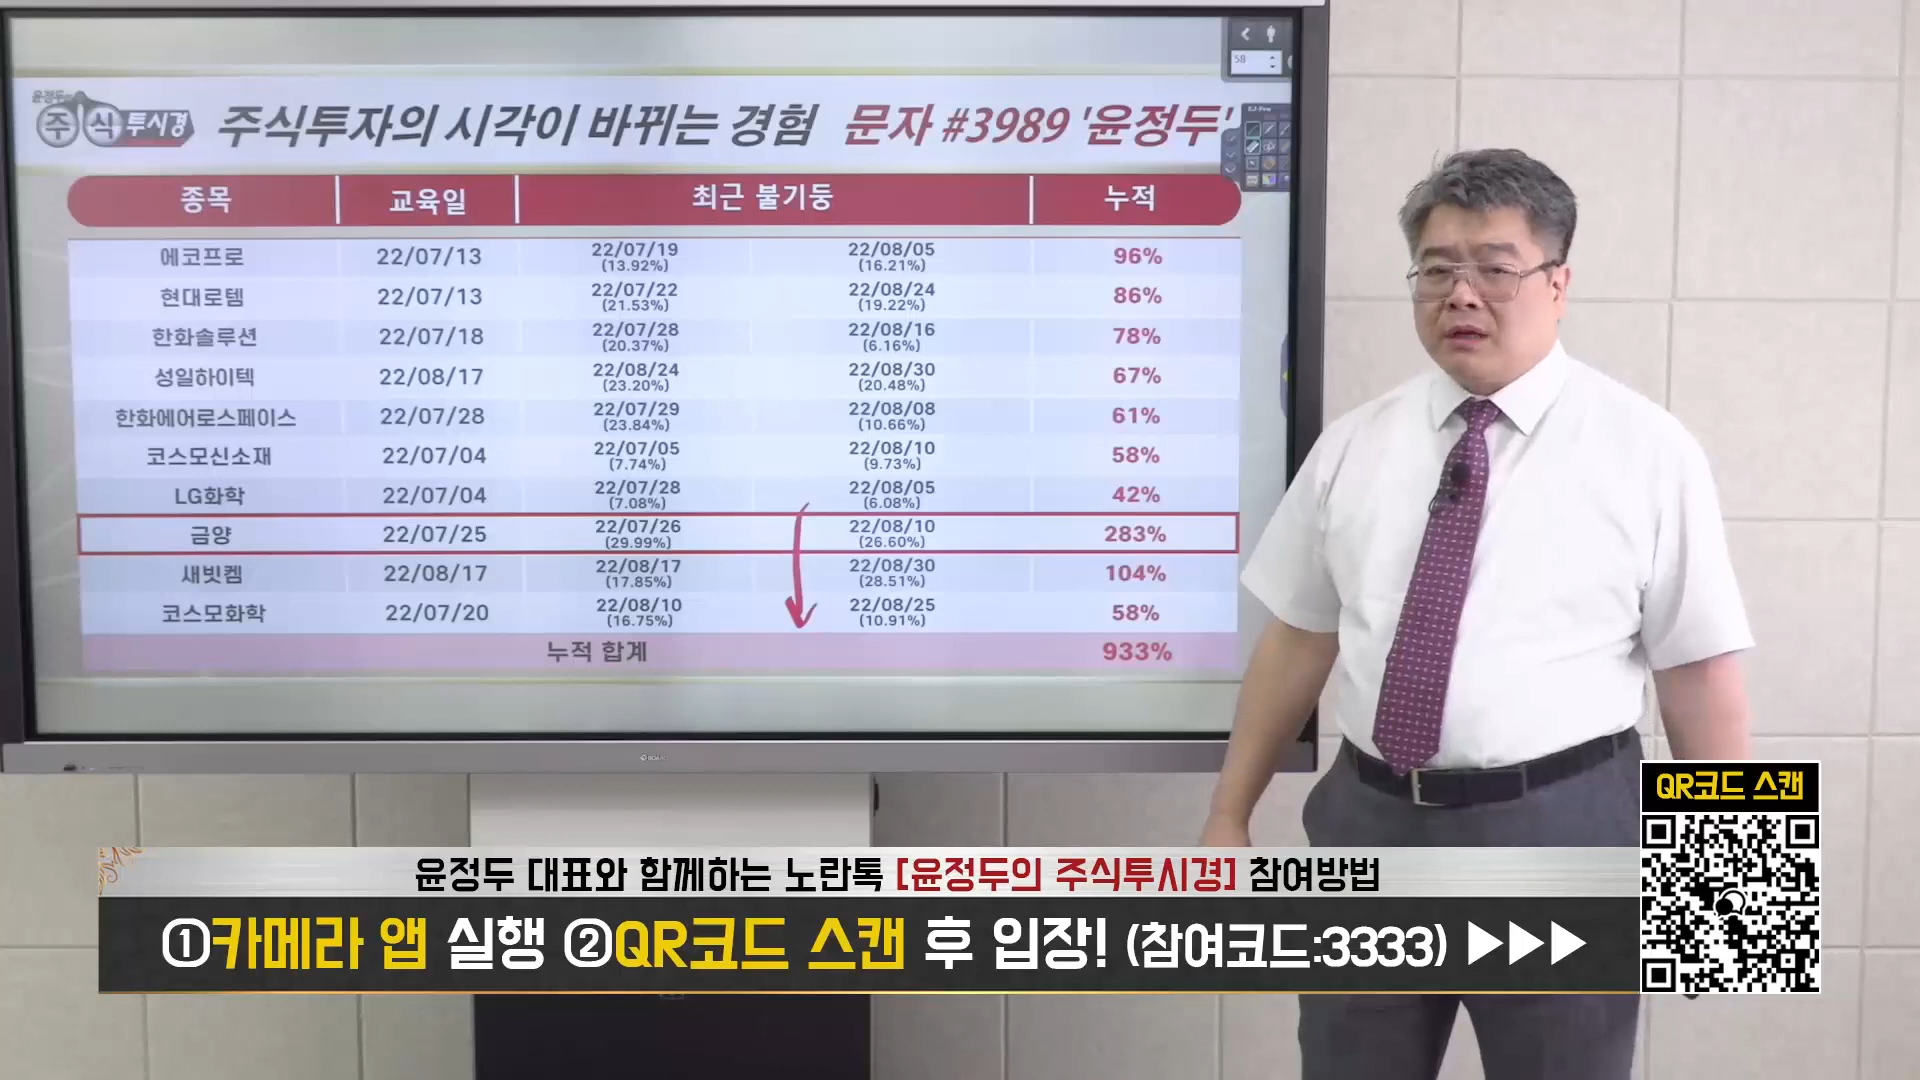 58
윤정두의
주식투시경
주식투자의 시각이 바뀌는 경험 문자 #3989 '윤정두'
종목 교육일 최근 불기둥 누적
에코프로 22/07/13 22/07/19 (13.92%) 22/08/05 (16.21%) 96%
현대로템 22/07/13 22/07/22 (21.53%) 22/08/24 (19.22%) 86%
한화솔루션 22/07/18 22/07/28 (20.37%) 22/08/16 (6.16%) 78%
성일하이텍 22/08/17 22/08/24 (23.20%) 22/08/30 (20.48%) 67%
한화에어로스페이스 22/07/28 22/07/29 (23.84%) 22/08/08 (10.66%) 61%
코스모신소재 22/07/04 22/07/05 (7.74%) 22/08/10 (9.73%) 58%
LG화학 22/07/04 22/07/28 (7.08%) 22/08/05 (6.08%) 42%
금양 22/07/25 22/07/26 (29.99%) 22/08/10 (26.60%) 283%
새빗켐 22/08/17 22/08/17 (17.85%) 22/08/30 (28.51%) 104%
코스모화학 22/07/20 22/08/10 (16.75%) 22/08/25 (10.91%) 58%
누적 합계 933%
QR코드 스캔
윤정두 대표와 함께하는 노란톡 [윤정두의 주식투시경] 참여방법
①카메라 앱 실행 ②QR코드 스캔 후 입장! (참여코드:3333) ▶▶▶